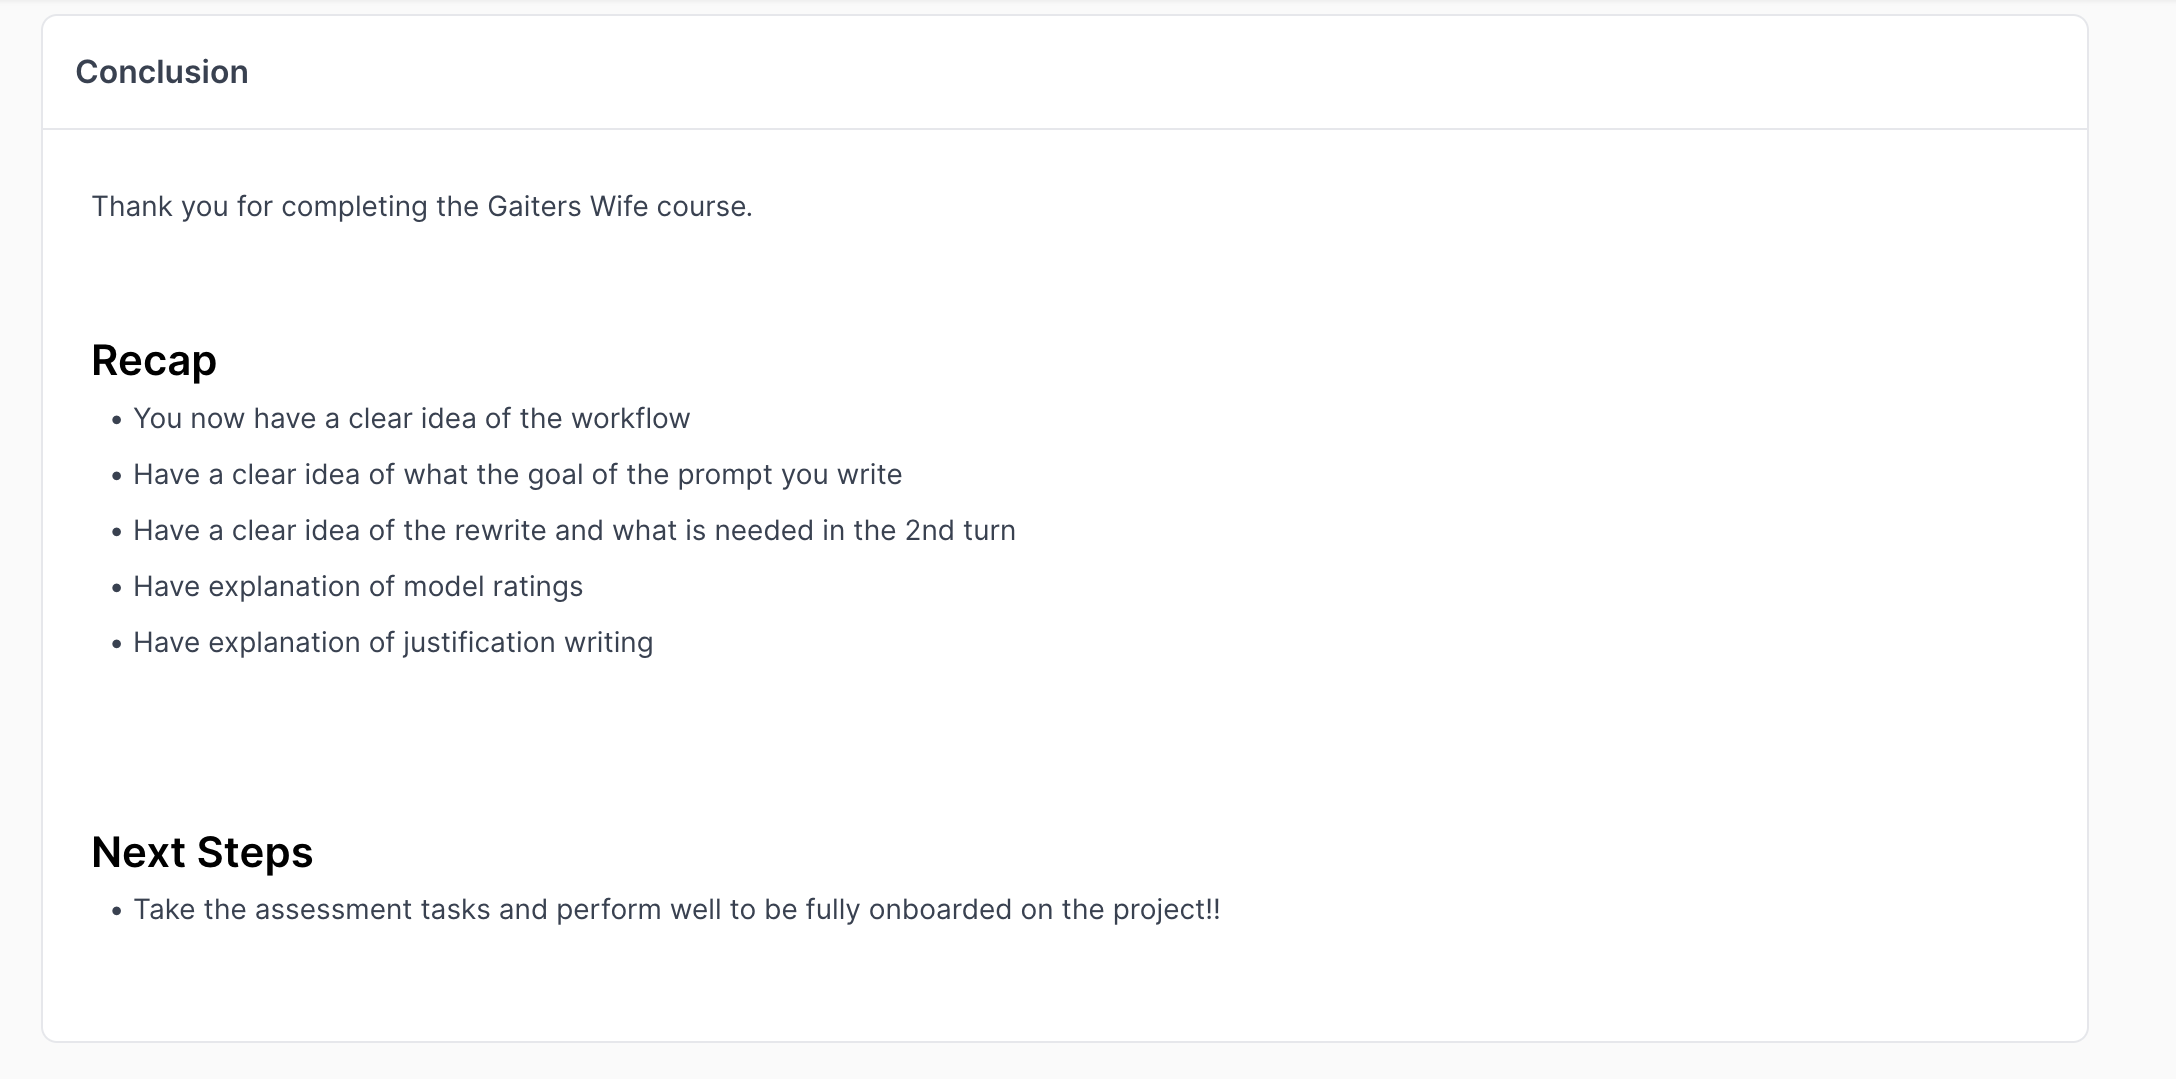 Conclusion
Thank you for completing the Gaiters Wife course.
Recap
• You now have a clear idea of the workflow
• Have a clear idea of what the goal of the prompt you write
• Have a clear idea of the rewrite and what is needed in the 2nd turn
• Have explanation of model ratings
• Have explanation of justification writing
Next Steps
• Take the assessment tasks and perform well to be fully onboarded on the project!!